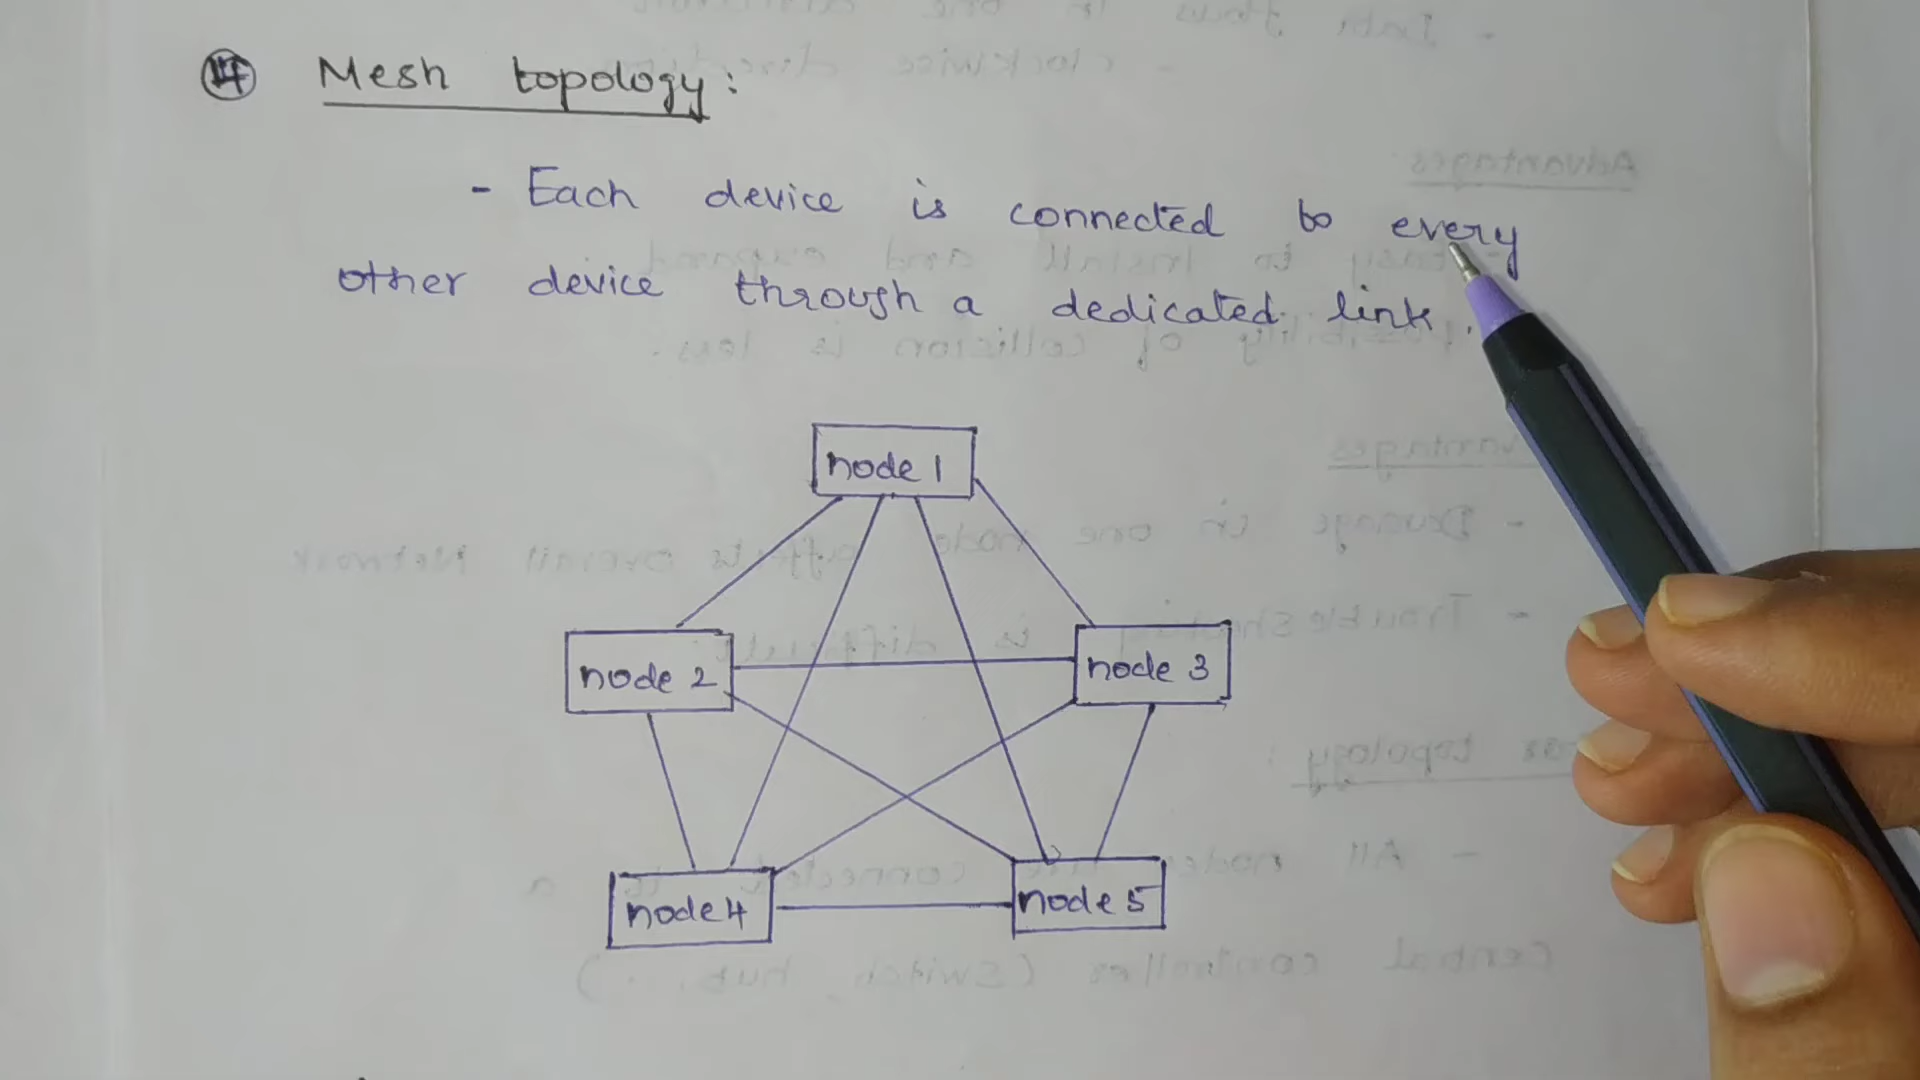 4 Mesh topology:
- Each device is connected to every
other device through a dedicated link.
node 1
node 2
node 3
node 4
node 5